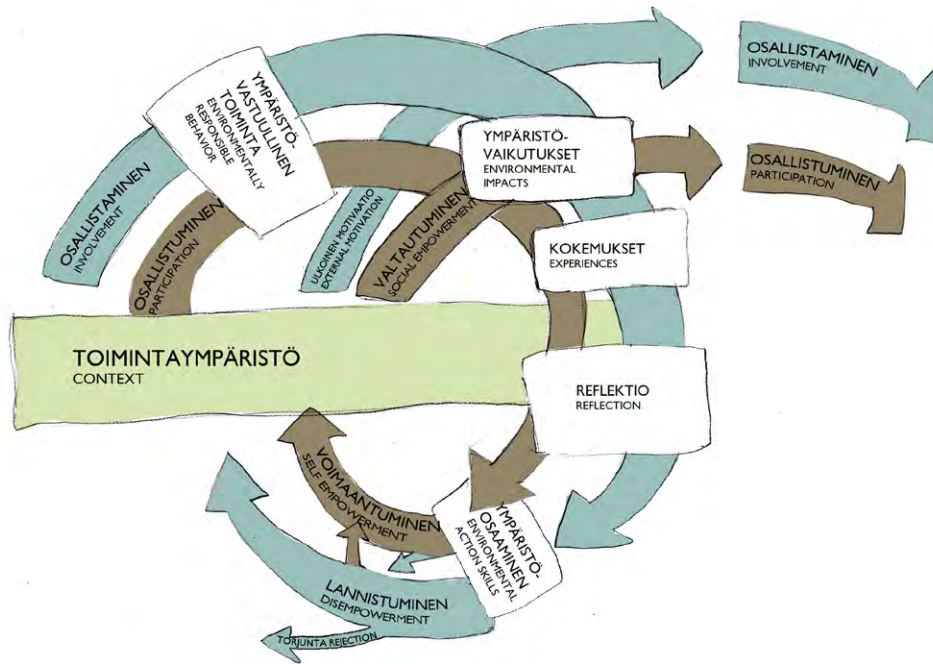 OSALLISTAMINEN
INVOLVEMENT
OSALLISTUMINEN
PARTICIPATION
YMPÄRISTÖ-
VASTUULLINEN
TOIMINTA
ENVIRONMENTALLY
RESPONSIBLE
BEHAVIOR
YMPÄRISTÖ-
VAIKUTUKSET
ENVIRONMENTAL
IMPACTS
OSALLISTAMINEN
INVOLVEMENT
OSALLISTUMINEN
PARTICIPATION
ULKOINEN MOTIVAATIO
EXTERNAL MOTIVATION
VALTAUTUMINEN
SOCIAL EMPOWERMENT
KOKEMUKSET
EXPERIENCES
TOIMINTAYMPÄRISTÖ
CONTEXT
REFLEKTIO
REFLECTION
VOIMAANTUMINEN
SELF EMPOWERMENT
YMPÄRISTÖ-
OSAAMINEN
ENVIRONMENTAL
ACTION SKILLS
LANNISTUMINEN
DISEMPOWERMENT
TORJUNTA REJECTION